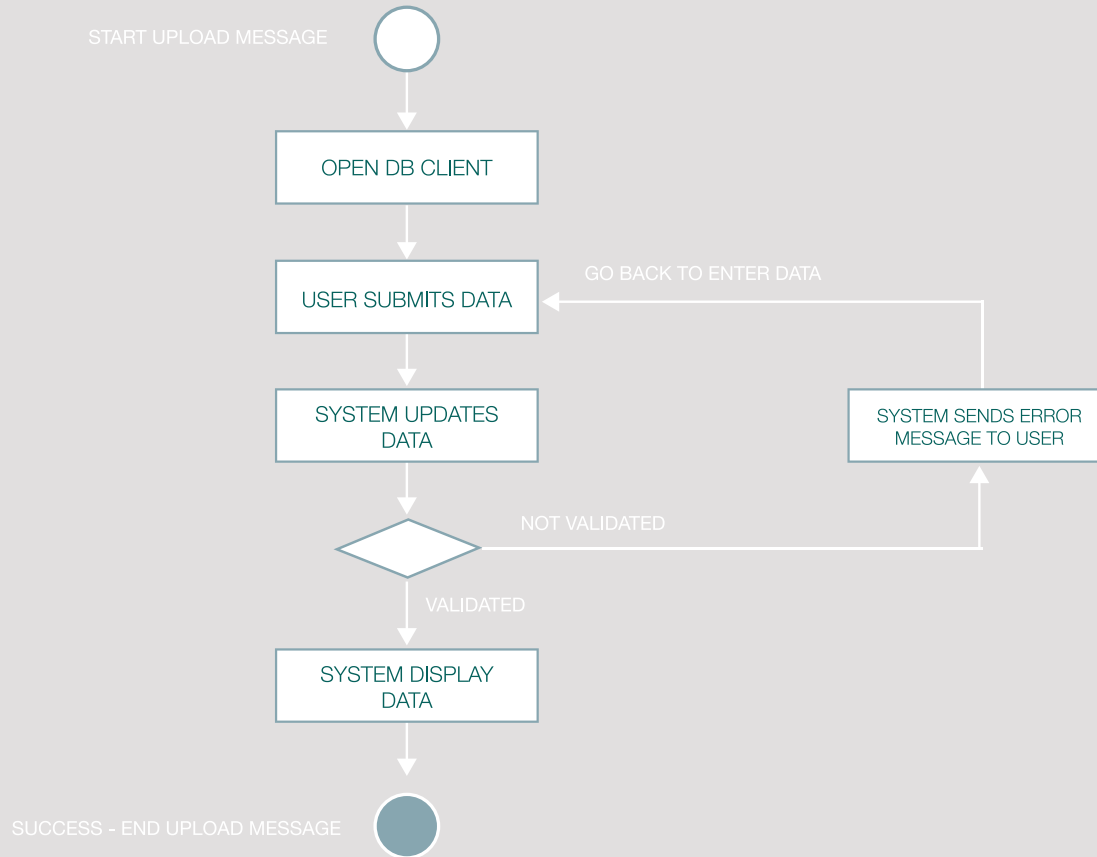 START UPLOAD MESSAGE
OPEN DB CLIENT
GO BACK TO ENTER DATA
USER SUBMITS DATA
SYSTEM UPDATES
DATA
SYSTEM SENDS ERROR
MESSAGE TO USER
NOT VALIDATED
VALIDATED
SYSTEM DISPLAY
DATA
SUCCESS - END UPLOAD MESSAGE